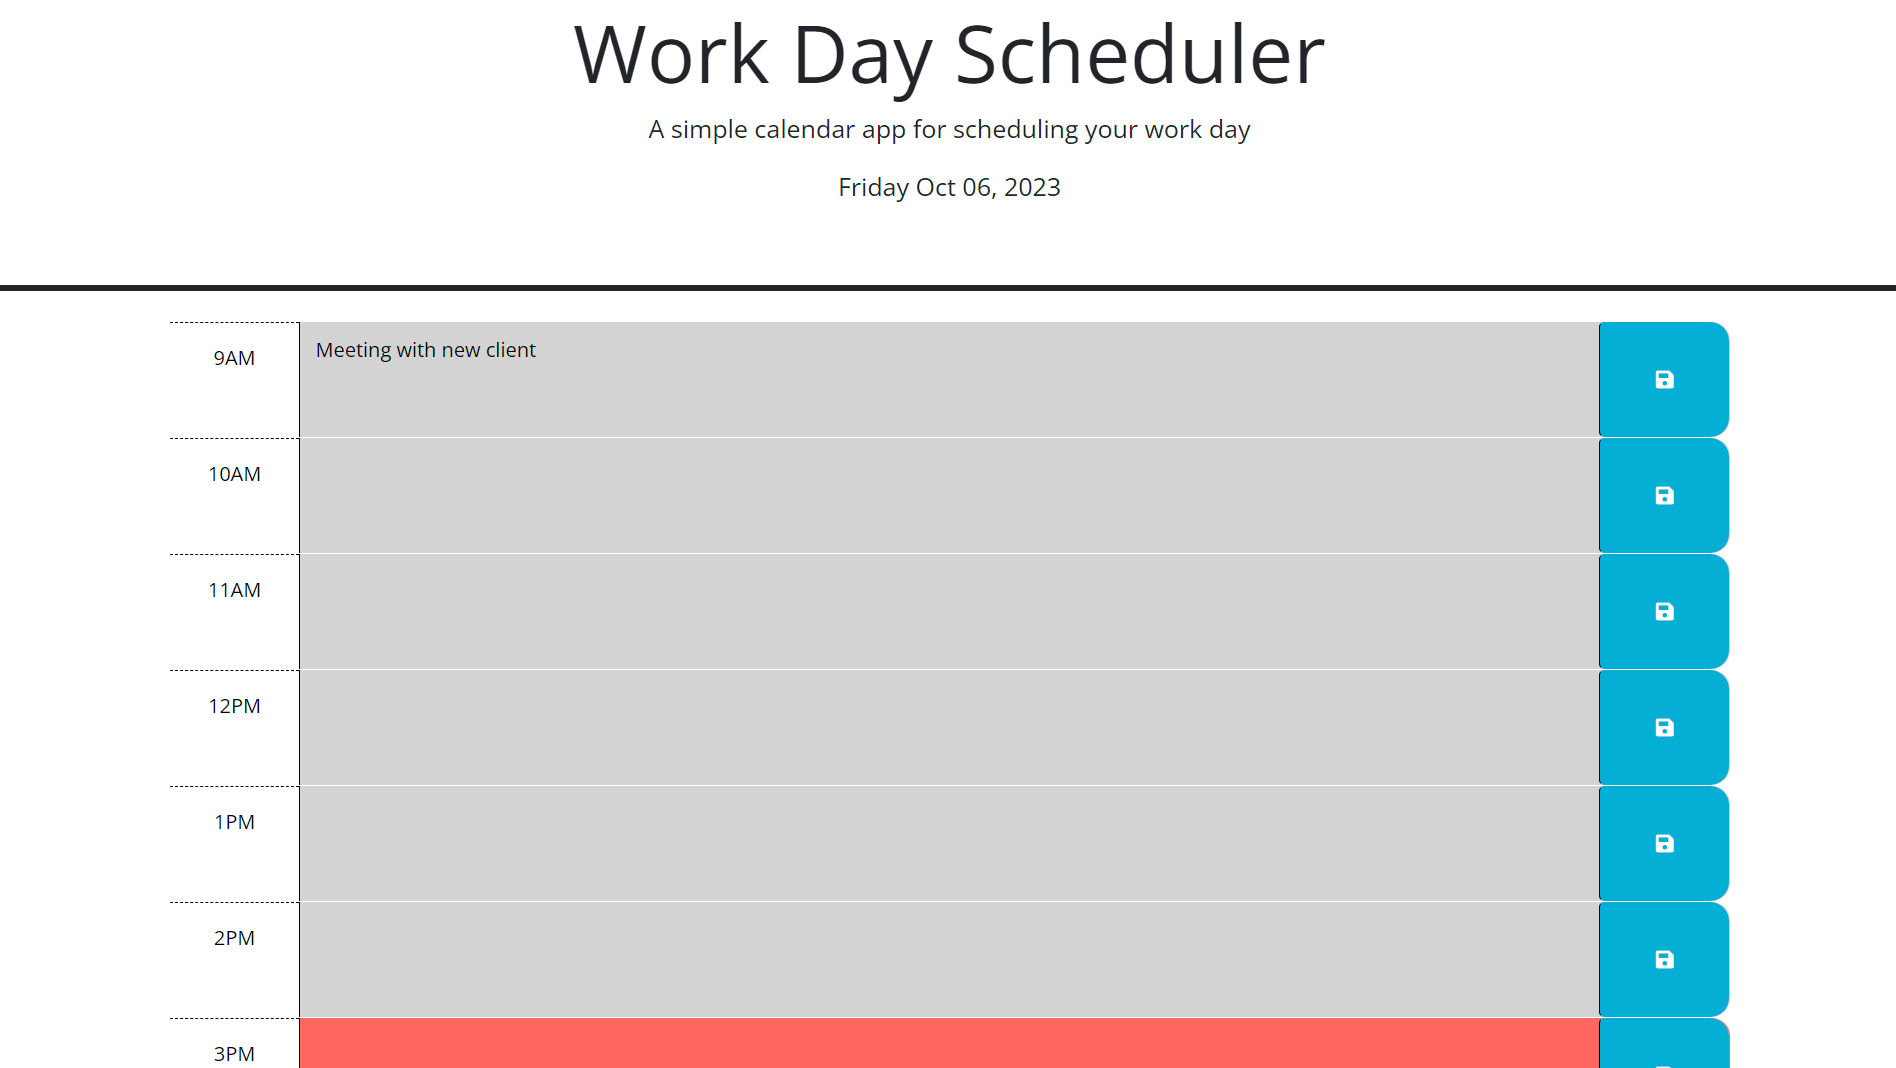 Work Day Scheduler
A simple calendar app for scheduling your work day
Friday Oct 06, 2023
9AM
Meeting with new client
10AM
11AM
12PM
1PM
2PM
3PM